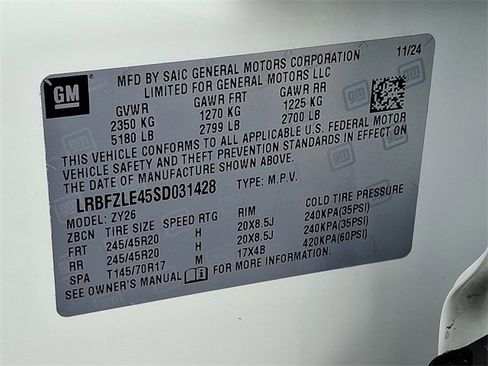 GM
MFD BY SAIC GENERAL MOTORS CORPORATION
LIMITED FOR GENERAL MOTORS LLC
11/24
GVWR GAWR FRT GAWR RR
2350 KG 1270 KG 1225 KG
5180 LB 2799 LB 2700 LB
THIS VEHICLE CONFORMS TO ALL APPLICABLE U.S. FEDERAL MOTOR
VEHICLE SAFETY AND THEFT PREVENTION STANDARDS IN EFFECT ON
THE DATE OF MANUFACTURE SHOWN ABOVE.
LRBFZLE45SD031428 TYPE: M.P.V.
MODEL: ZY26
ZBCN TIRE SIZE SPEED RTG RIM COLD TIRE PRESSURE
FRT 245/45R20 H 20X8.5J 240KPA(35PSI)
RR 245/45R20 H 20X8.5J 240KPA(35PSI)
SPA T145/70R17 M 17X4B 420KPA(60PSI)
SEE OWNER'S MANUAL FOR MORE INFORMATION.